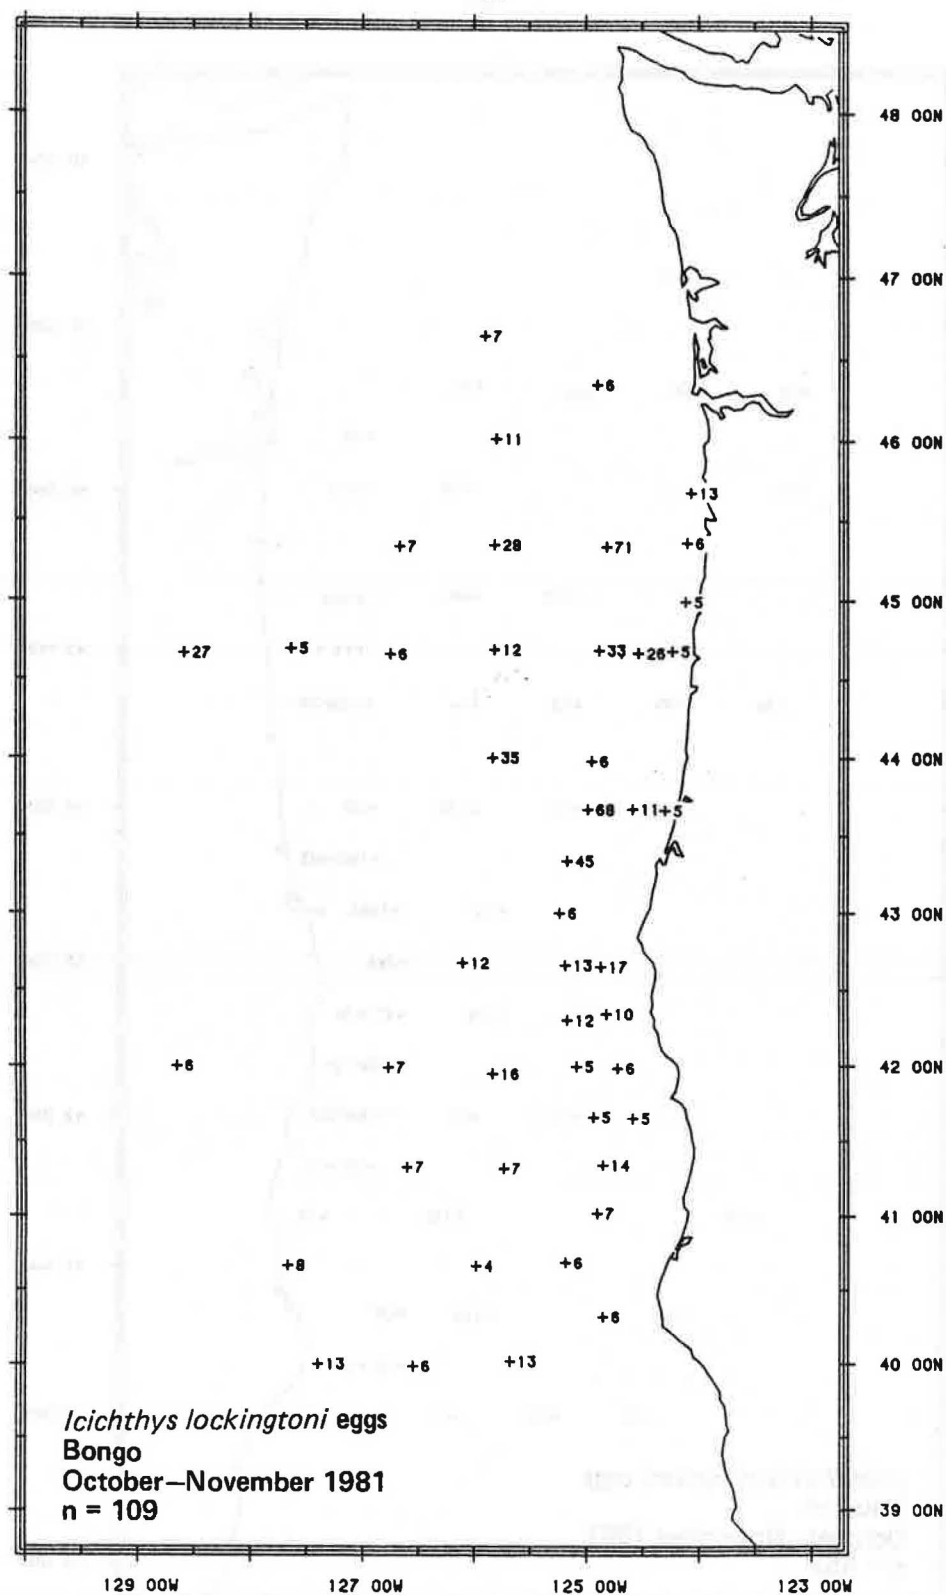 48 00N
47 00N
+7
+6
46 00N
+11
+13
+7 +28 +71 +6
45 00N
+5
+27 +5 +6 +12 +33 +26 +5
44 00N
+35 +6
+68 +11 +5
+45
43 00N
+6
+12 +13 +17
+12 +10
42 00N
+6 +7 +16 +5 +6
+5 +5
+7 +7 +14
41 00N
+7
+8 +4 +6
+6
40 00N
+13 +6 +13
Icichthys lockingtoni eggs
Bongo
October–November 1981
n = 109
39 00N
129 00W 127 00W 125 00W 123 00W